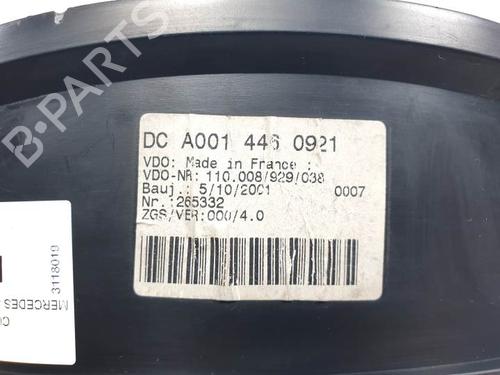 DC A001 446 0921
VDO: Made in France :
VDO-NR: 110.008/929/038
Bauj.: 5/10/2001 0007
Nr.:265332
ZGS/VER:000/4.0
3118019
MERCEDES
B-Parts